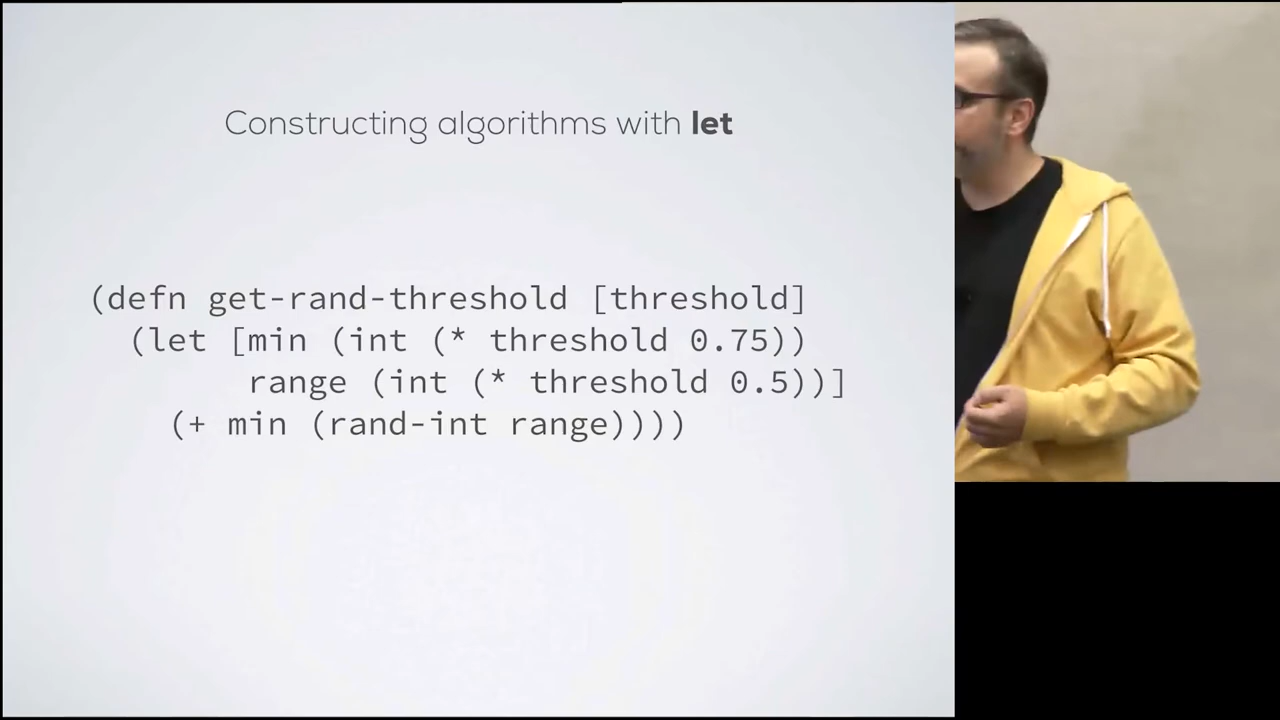 Constructing algorithms with let
(defn get-rand-threshold [threshold]
(let [min (int (* threshold 0.75))
range (int (* threshold 0.5))]
(+ min (rand-int range))))